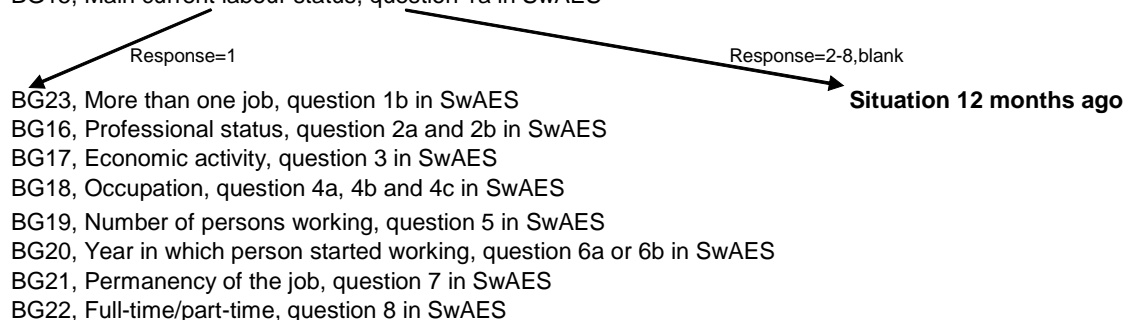 BG15, Main current labour status, question 1a in SwAES
Response=1
Response=2-8,blank
BG23, More than one job, question 1b in SwAES
Situation 12 months ago
BG16, Professional status, question 2a and 2b in SwAES
BG17, Economic activity, question 3 in SwAES
BG18, Occupation, question 4a, 4b and 4c in SwAES
BG19, Number of persons working, question 5 in SwAES
BG20, Year in which person started working, question 6a or 6b in SwAES
BG21, Permanency of the job, question 7 in SwAES
BG22, Full-time/part-time, question 8 in SwAES